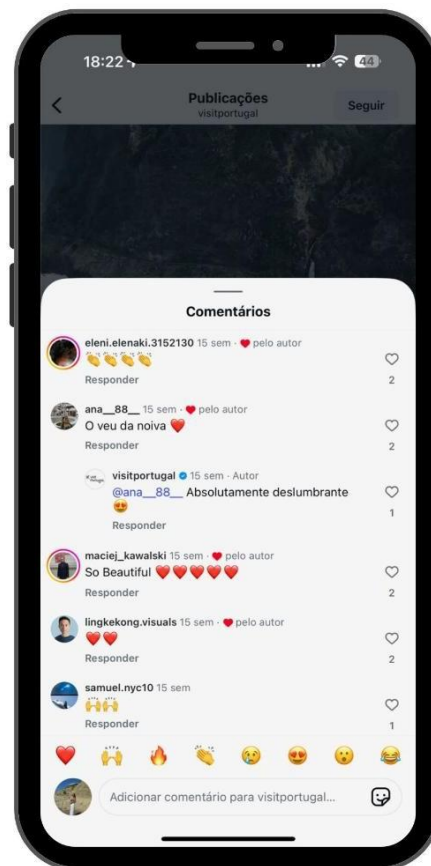 18:22
44
Publicações
visitportugal
Seguir
Comentários
eleni.elenaki.3152130 15 sem · ❤️ pelo autor
👏👏👏👏
Responder
2
ana__88__ 15 sem · ❤️ pelo autor
O veu da noiva ❤️
Responder
2
visitportugal 15 sem · Autor
@ana__88__ Absolutamente deslumbrante
😍
Responder
1
maciej_kawalski 15 sem · ❤️ pelo autor
So Beautiful ❤️❤️❤️❤️❤️
Responder
2
lingkekong.visuals 15 sem · ❤️ pelo autor
❤️❤️
Responder
2
samuel.nyc10 15 sem
🙌🙌
Responder
1
❤️ 🙌 🔥 👏 😢 😍 😮 😂
Adicionar comentário para visitportugal...